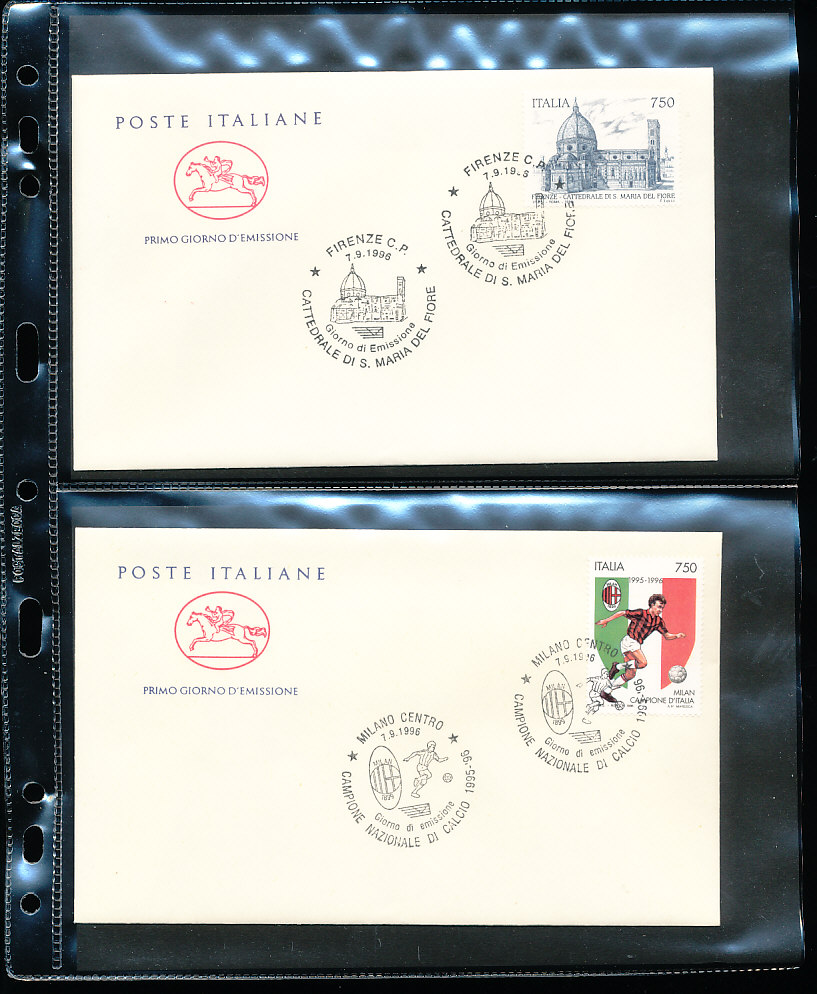 POSTE ITALIANE
PRIMO GIORNO D'EMISSIONE
ITALIA 750
FIRENZE - CATTEDRALE DI S. MARIA DEL FIORE
FIRENZE C.P.
7.9.1996
Giorno di Emissione
CATTEDRALE DI S. MARIA DEL FIORE
FIRENZE C.P.
7.9.1996
Giorno di Emissione
CATTEDRALE DI S. MARIA DEL FIORE
POSTE ITALIANE
PRIMO GIORNO D'EMISSIONE
ITALIA 750
1995-1996
MILAN
CAMPIONE D'ITALIA
MILANO CENTRO
7.9.1996
MILAN
1899
Giorno di emissione
CAMPIONE NAZIONALE DI CALCIO 1995-96
MILANO CENTRO
7.9.1996
MILAN
1899
Giorno di emissione
CAMPIONE NAZIONALE DI CALCIO 1995-96